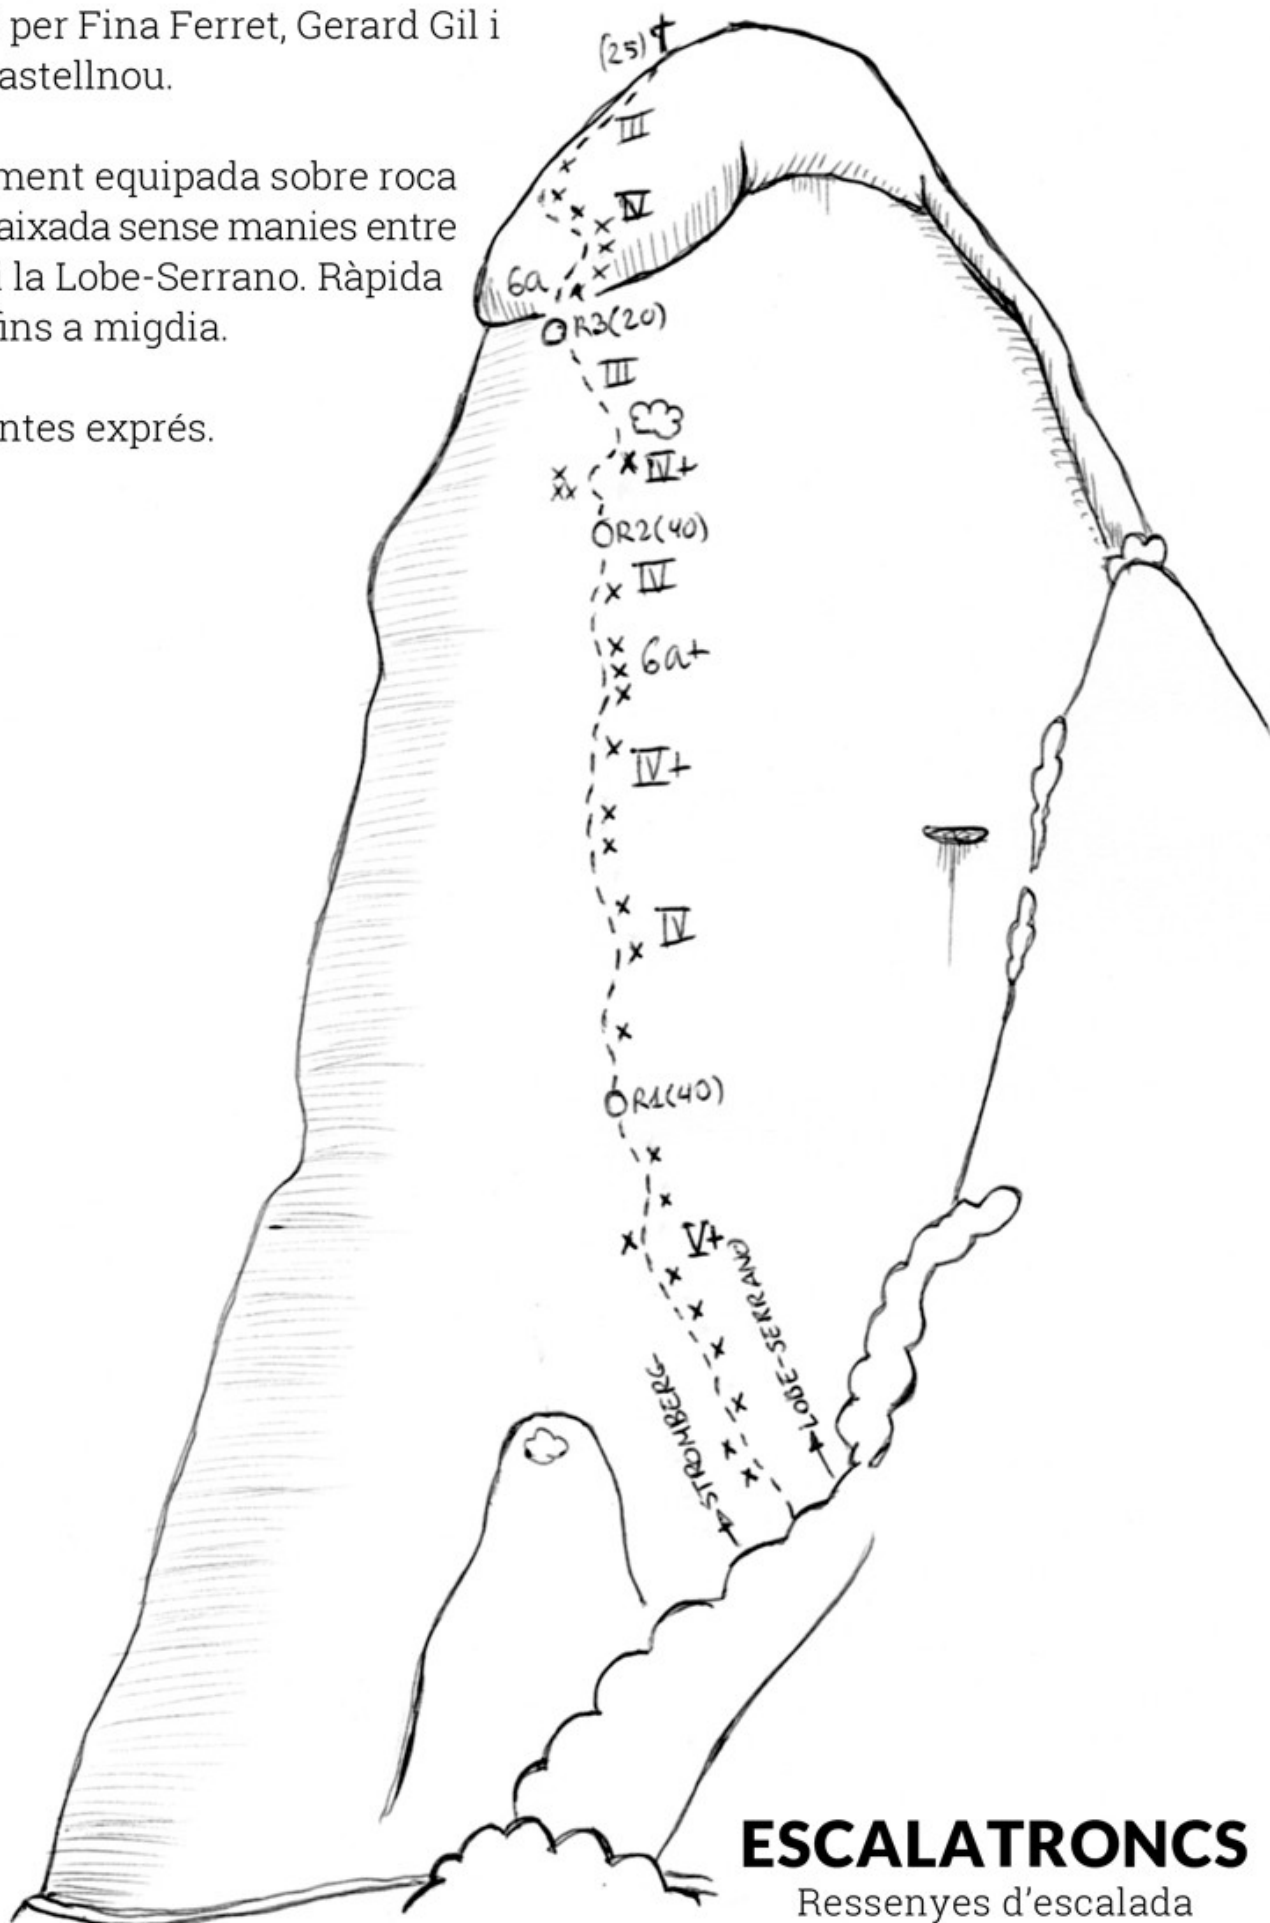 per Fina Ferret, Gerard Gil i
astellnou.
ment equipada sobre roca
aixada sense manies entre
la Lobe-Serrano. Ràpida
fins a migdia.
ntes exprés.
(25)
III
IV
6a
R3(20)
III
IV+
R2(40)
IV
6a+
IV+
IV
R1(40)
V+
LOBE-SERRANO
STROMBERG
ESCALATRONCS
Ressenyes d'escalada